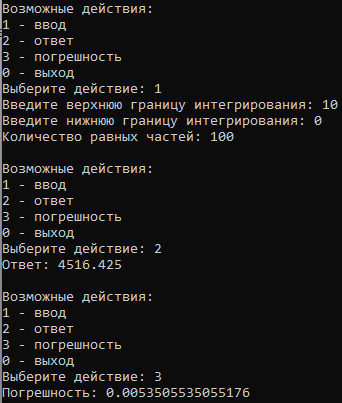 Возможные действия:
1 - ввод
2 - ответ
3 - погрешность
0 - выход
Выберите действие: 1
Введите верхнюю границу интегрирования: 10
Введите нижнюю границу интегрирования: 0
Количество равных частей: 100

Возможные действия:
1 - ввод
2 - ответ
3 - погрешность
0 - выход
Выберите действие: 2
Ответ: 4516.425

Возможные действия:
1 - ввод
2 - ответ
3 - погрешность
0 - выход
Выберите действие: 3
Погрешность: 0.0053505535055176